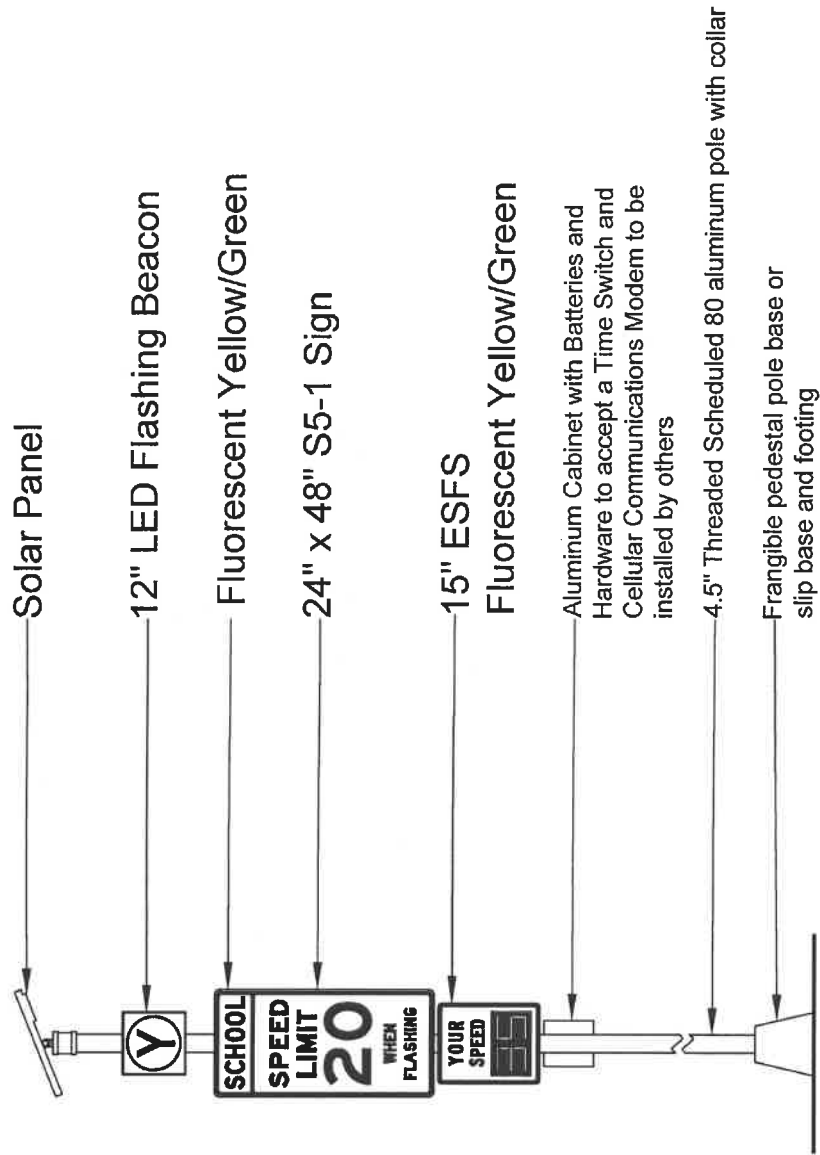 Solar Panel
12" LED Flashing Beacon
Fluorescent Yellow/Green
24" x 48" S5-1 Sign
15" ESFS
Fluorescent Yellow/Green
Aluminum Cabinet with Batteries and
Hardware to accept a Time Switch and
Cellular Communications Modem to be
installed by others
4.5" Threaded Scheduled 80 aluminum pole with collar
Frangible pedestal pole base or
slip base and footing
Y
SCHOOL
SPEED
LIMIT
20
WHEN
FLASHING
YOUR
SPEED